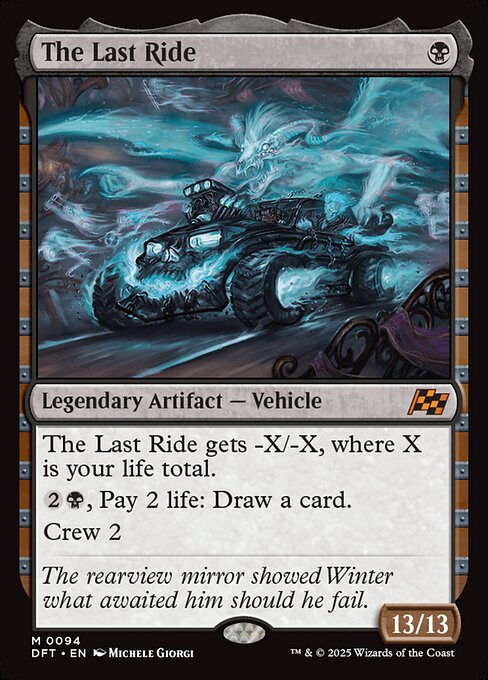 The Last Ride
Legendary Artifact — Vehicle
The Last Ride gets -X/-X, where X
is your life total.
2, Pay 2 life: Draw a card.
Crew 2
The rearview mirror showed Winter
what awaited him should he fail.
13/13
M 0094
DFT • EN Michele Giorgi
™ & © 2025 Wizards of the Coast